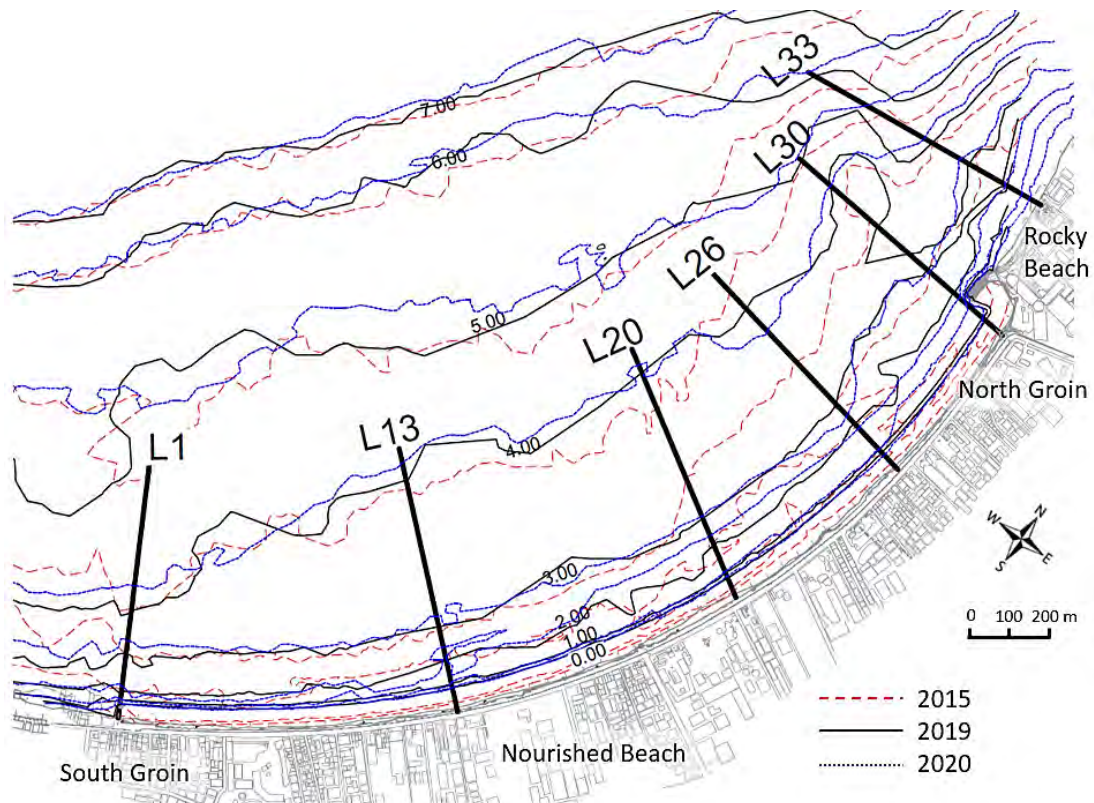 L33
7.00
6.00
L30
Rocky
Beach
L26
5.00
L20
North Groin
L13
4.00
L1
N
W
E
S
3.00
2.00
1.00
0.00
0 100 200 m
2015
Nourished Beach
2019
South Groin
2020